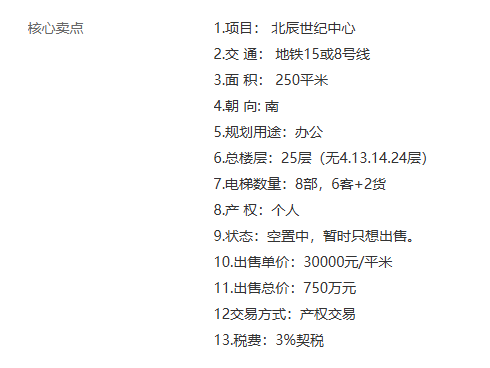 核心卖点
1.项目： 北辰世纪中心
2.交 通： 地铁15或8号线
3.面 积： 250平米
4.朝 向: 南
5.规划用途：办公
6.总楼层：25层（无4.13.14.24层）
7.电梯数量：8部，6客+2货
8.产 权：个人
9.状态：空置中，暂时只想出售。
10.出售单价：30000元/平米
11.出售总价：750万元
12交易方式：产权交易
13.税费：3%契税